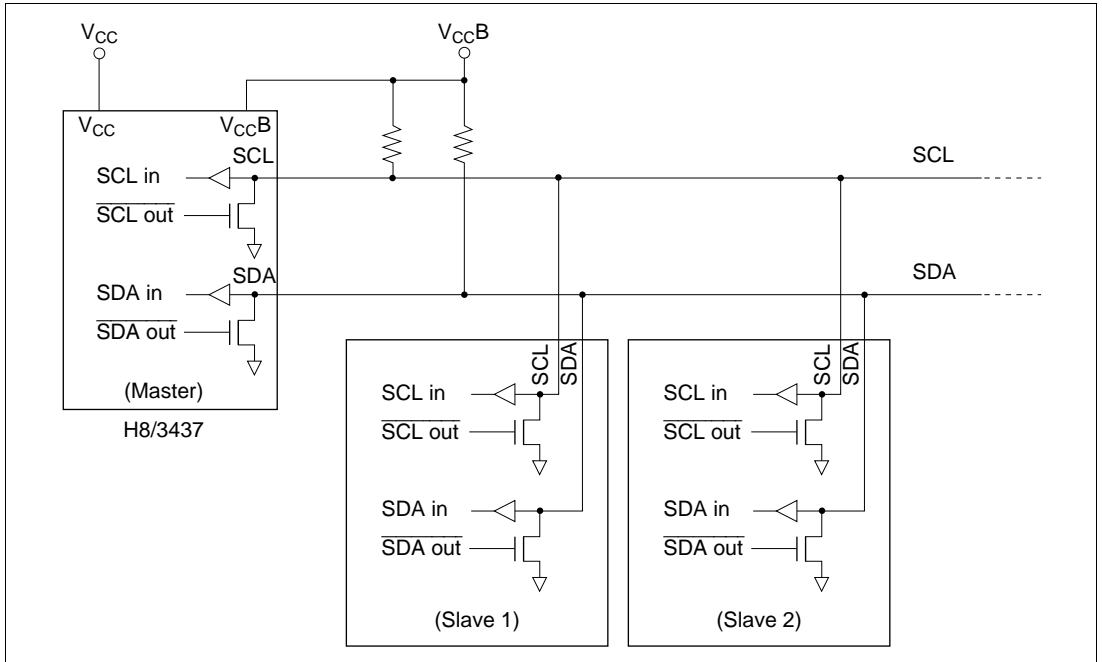 VCC
VCCB
VCC
VCCB
SCL
SCL
SCL in
SCL out
SDA
SDA
SDA in
SDA out
(Master)
H8/3437
SCL
SDA
SCL in
SCL out
SDA in
SDA out
(Slave 1)
SCL
SDA
SCL in
SCL out
SDA in
SDA out
(Slave 2)